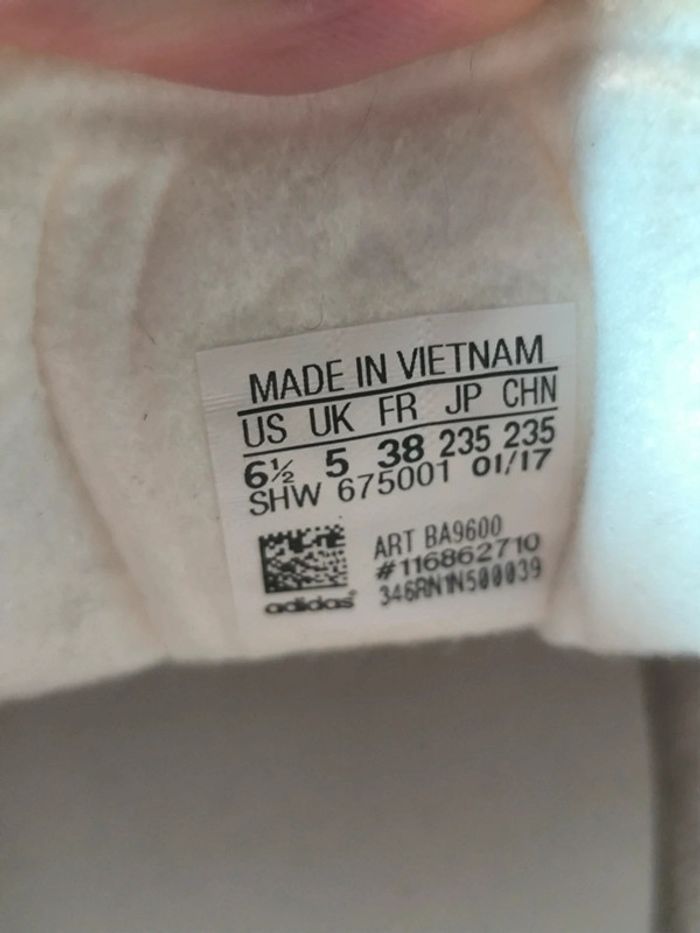 MADE IN VIETNAM
US UK FR JP CHN
6½ 5 38 235 235
SHW 675001 01/17
ART BA9600
#116862710
346RN1N500039
adidas